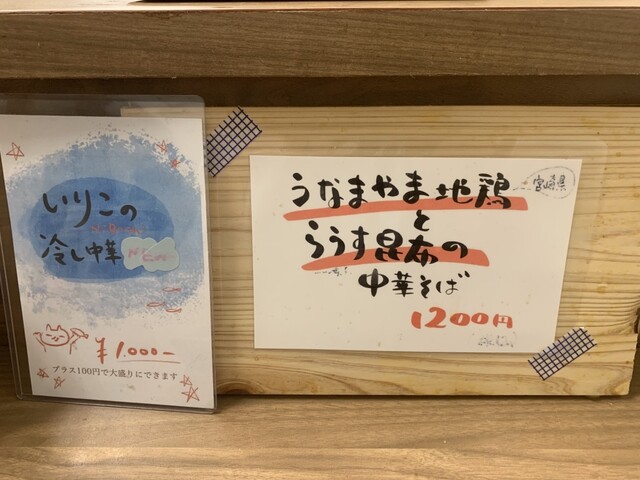 いりこの
冷し中華
¥1.000-
プラス100円で大盛りにできます
うなまやま地鶏
宮崎県
と
らうす昆布の
中華そば
1200円